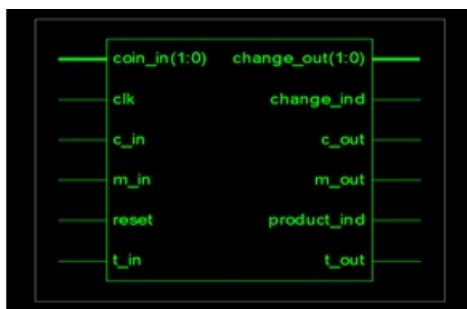 coin_in(1:0) change_out(1:0)
clk change_ind
c_in c_out
m_in m_out
reset product_ind
t_in t_out